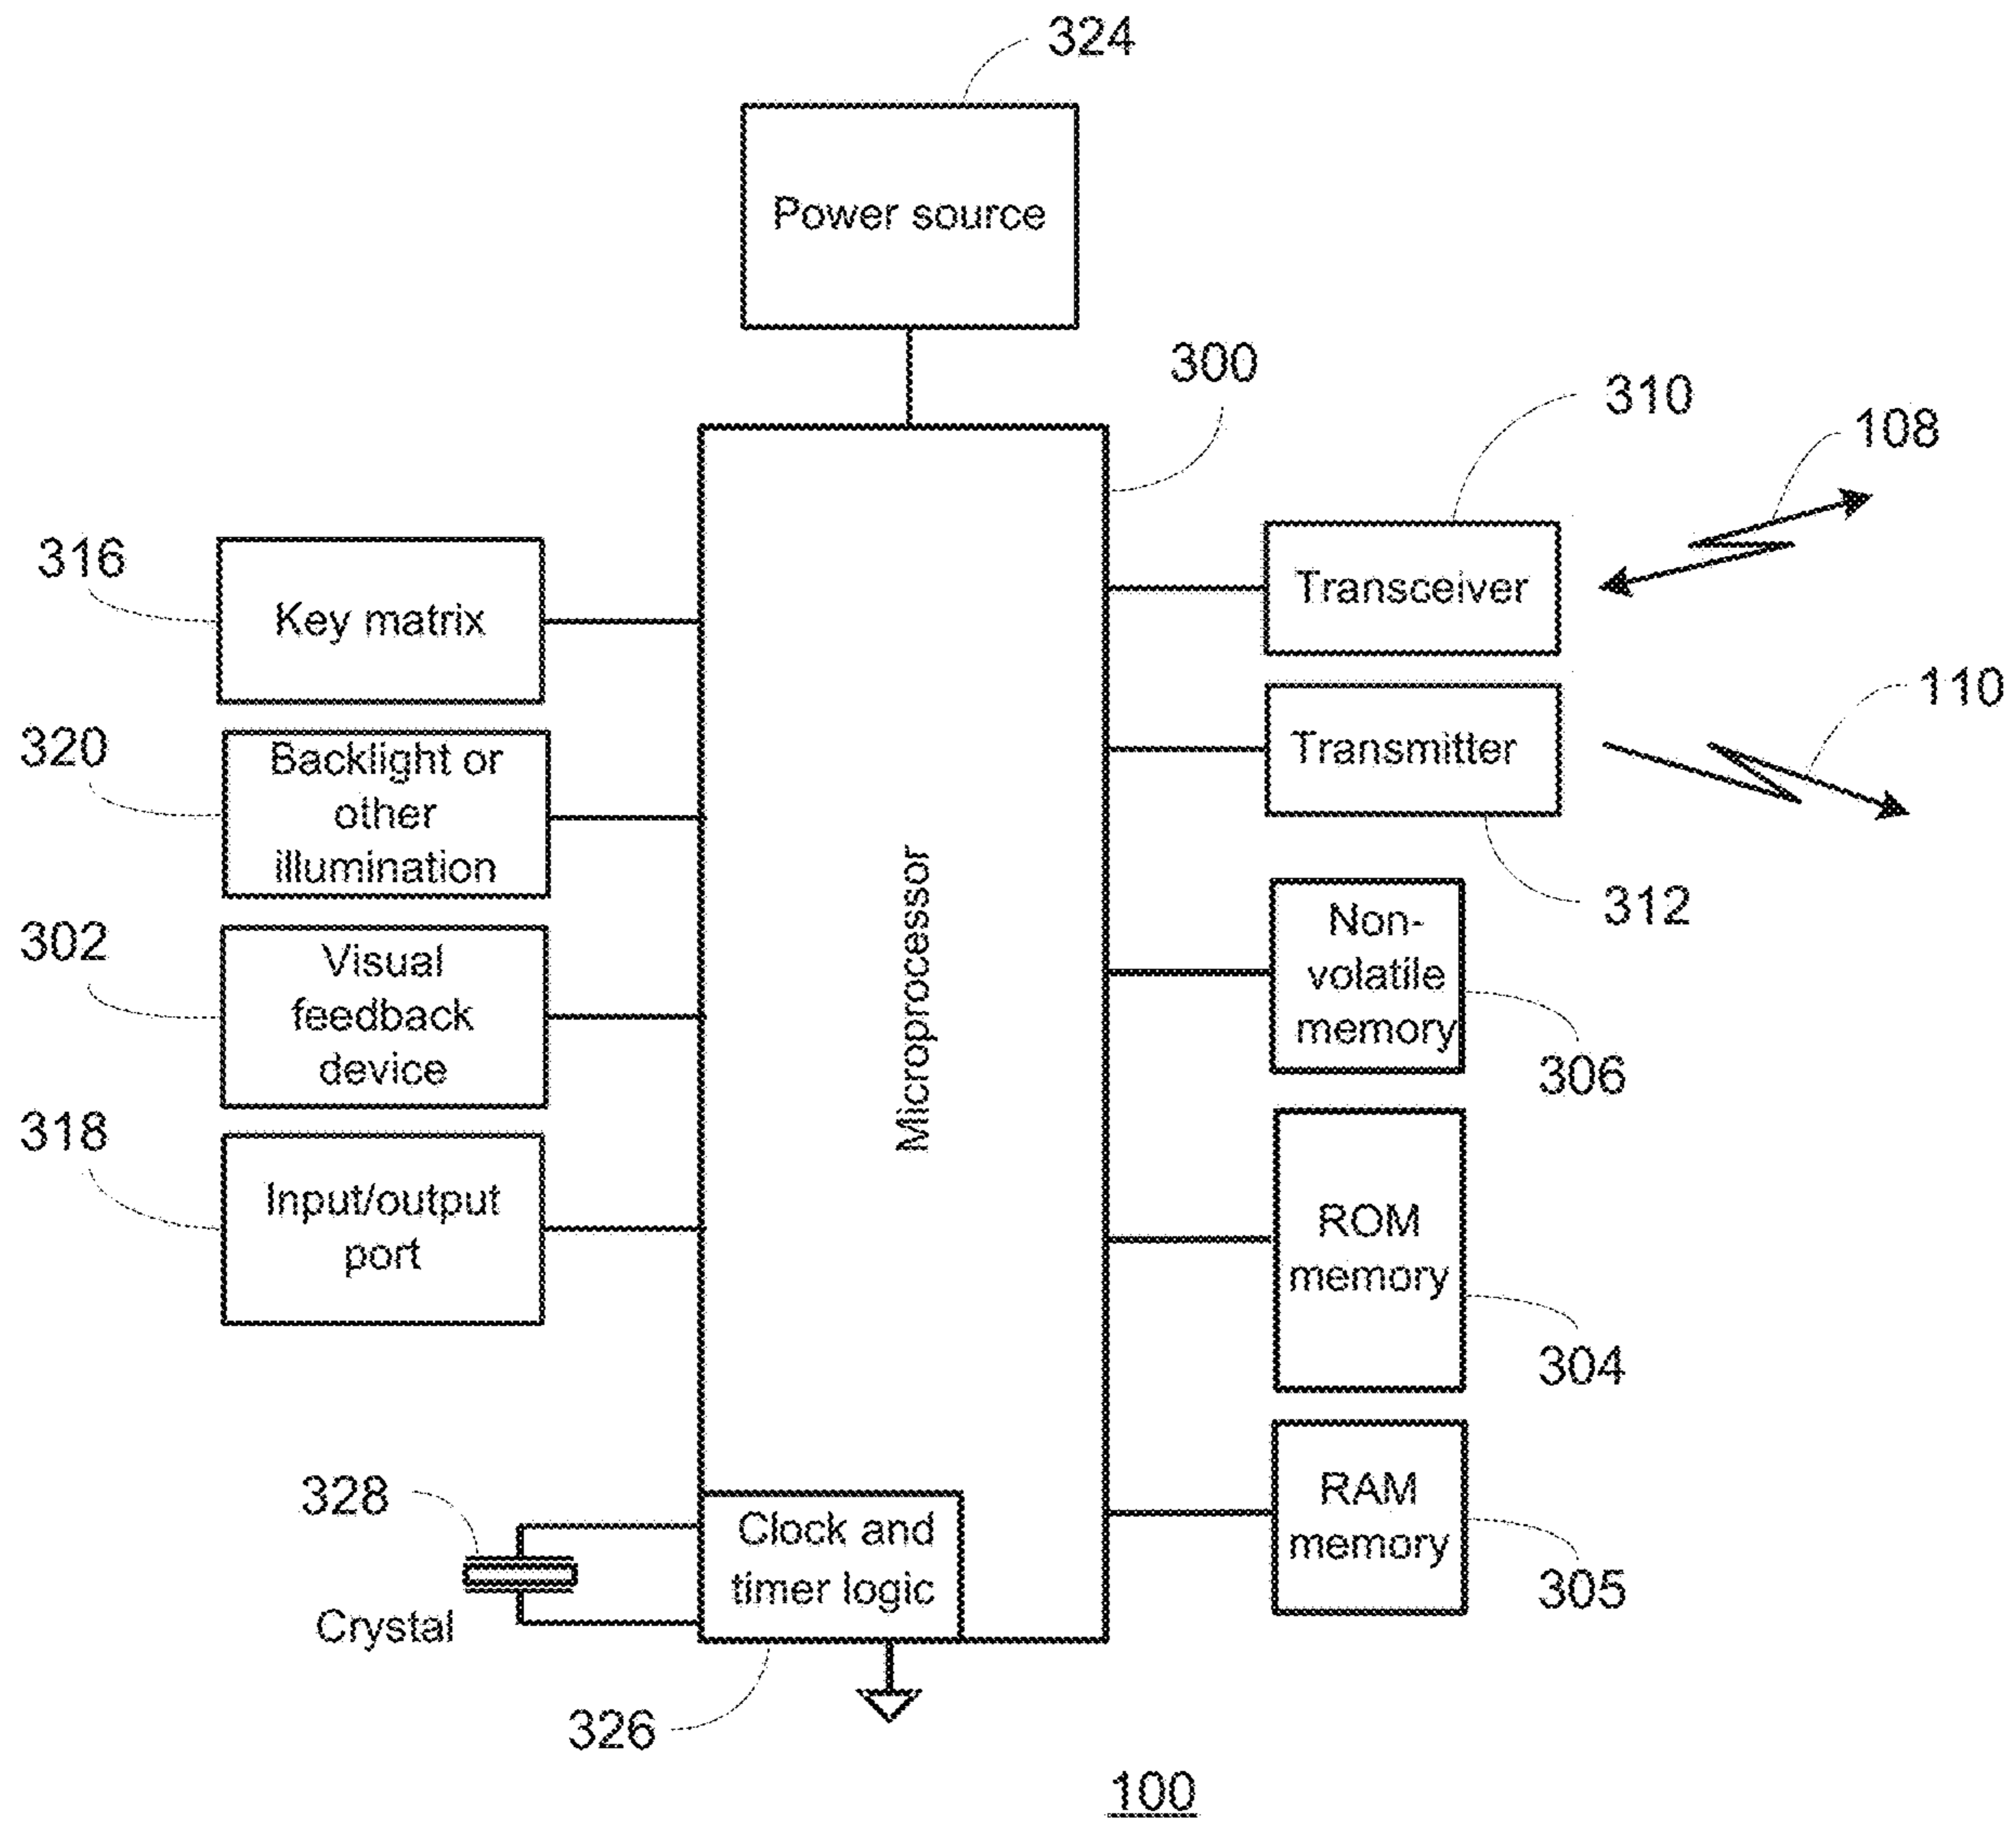 324
Power source
300
310
108
316
Key matrix
Transceiver
110
320
Backlight or
other
illumination
Transmitter
312
302
Visual
feedback
device
Microprocessor
Non-
volatile
memory
306
318
Input/output
port
ROM
memory
304
328
Crystal
Clock and
timer logic
RAM
memory
305
326
100